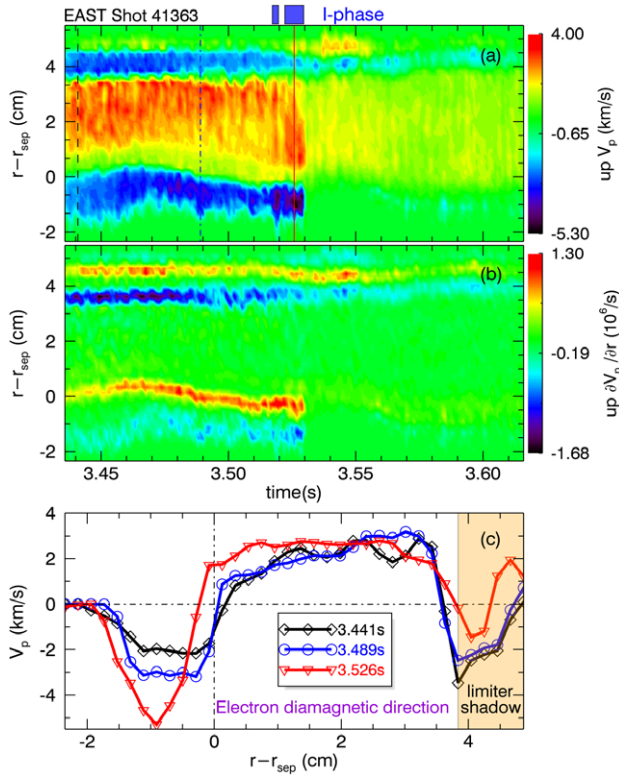 EAST Shot 41363 I-phase
(a)
4
2
0
-2
r-r_sep (cm)
4.00
-0.65
-5.30
up V_p (km/s)
(b)
4
2
0
-2
r-r_sep (cm)
1.30
-0.19
-1.68
up ∂V_p/∂r (10^6/s)
3.45 3.50 3.55 3.60
time(s)
(c)
4
2
0
-2
-4
V_p (km/s)
3.441s
3.489s
3.526s
Electron diamagnetic direction
limiter
shadow
-2 0 2 4
r-r_sep (cm)